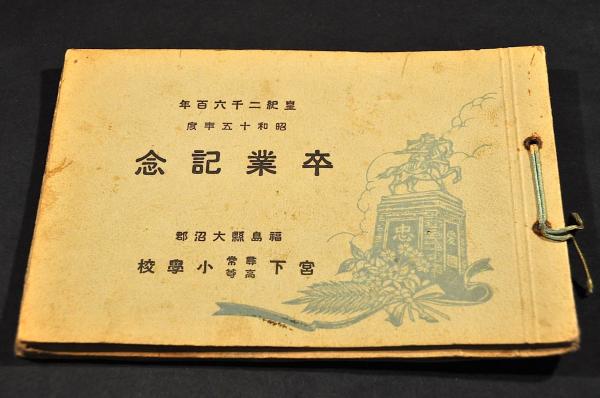 皇紀二千六百年
昭和十五年度
卒業記念
福島縣大沼郡
宮下尋常高等小學校
忠
愛